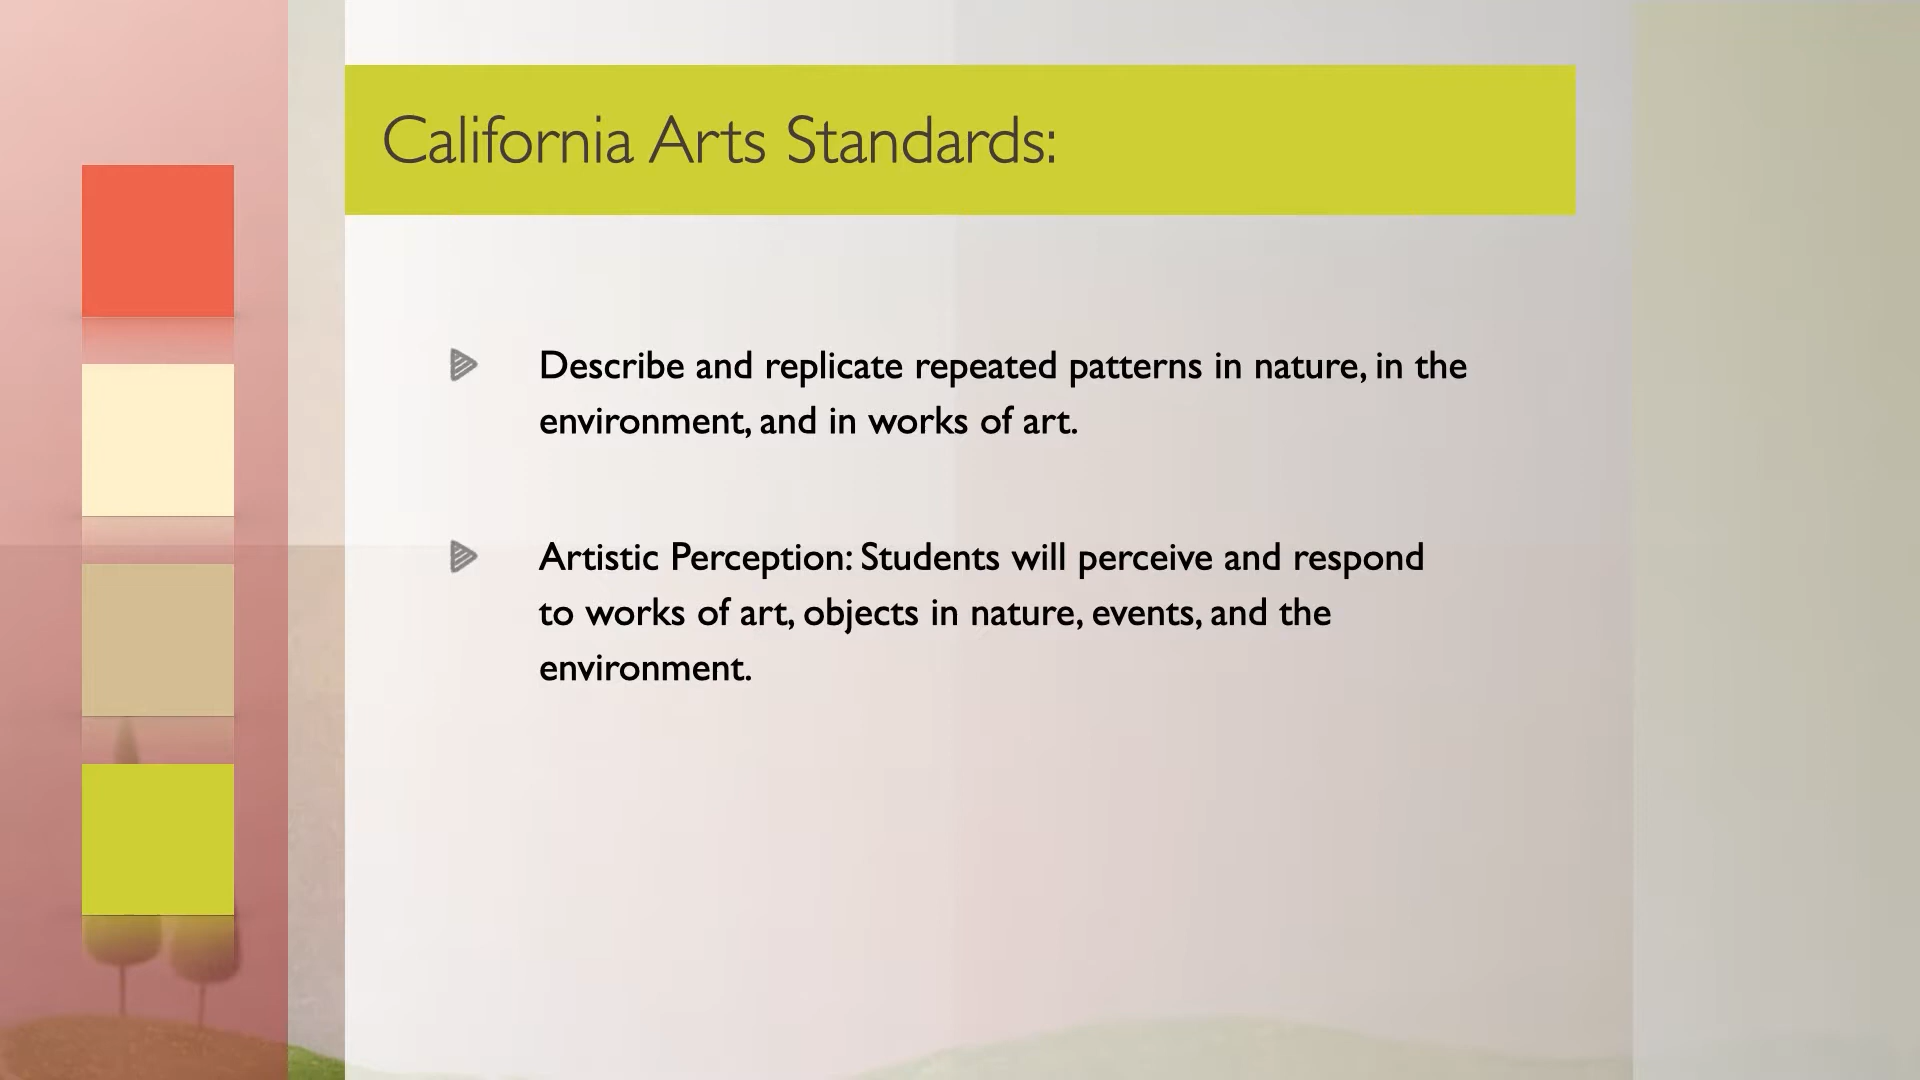 California Arts Standards:
Describe and replicate repeated patterns in nature, in the
environment, and in works of art.
Artistic Perception: Students will perceive and respond
to works of art, objects in nature, events, and the
environment.